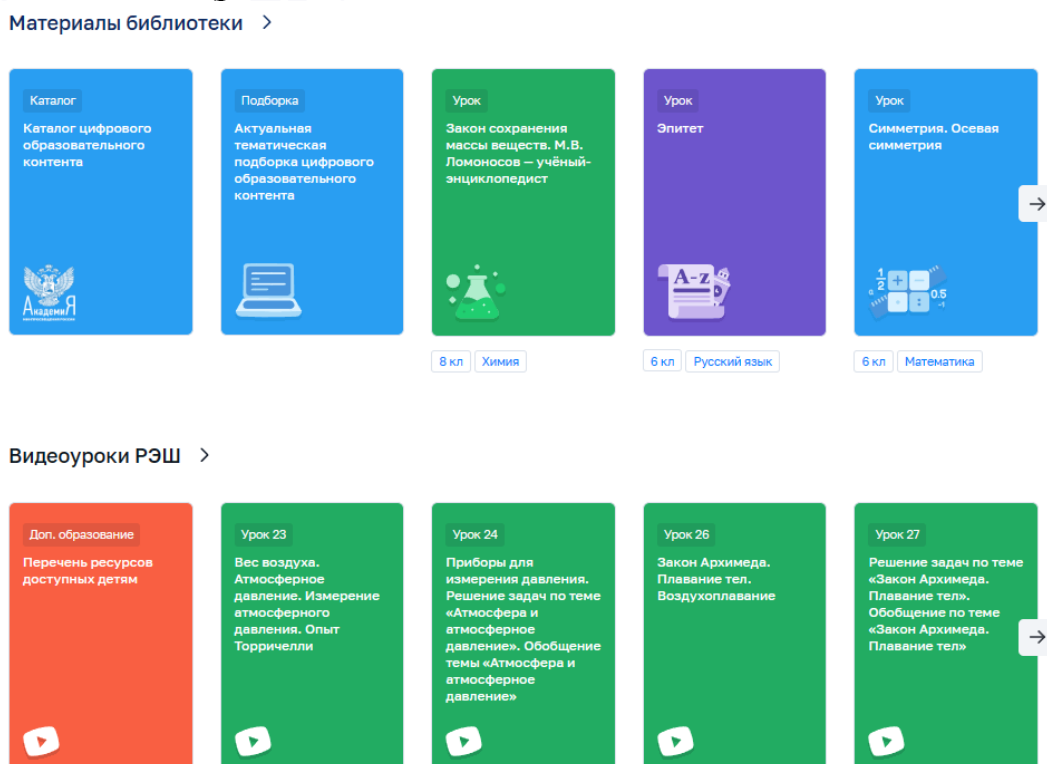 Материалы библиотеки
Каталог
Каталог цифрового
образовательного
контента
АкадемиЯ
Подборка
Актуальная
тематическая
подборка цифрового
образовательного
контента
Урок
Закон сохранения
массы веществ. М.В.
Ломоносов — учёный-
энциклопедист
8 кл
Химия
Урок
Эпитет
A-z
6 кл
Русский язык
Урок
Симметрия. Осевая
симметрия
1
2
0.5
6 кл
Математика
Видеоуроки РЭШ
Доп. образование
Перечень ресурсов
доступных детям
Урок 23
Вес воздуха.
Атмосферное
давление. Измерение
атмосферного
давления. Опыт
Торричелли
Урок 24
Приборы для
измерения давления.
Решение задач по теме
«Атмосфера и
атмосферное
давление». Обобщение
темы «Атмосфера и
атмосферное
давление»
Урок 26
Закон Архимеда.
Плавание тел.
Воздухоплавание
Урок 27
Решение задач по теме
«Закон Архимеда.
Плавание тел».
Обобщение по теме
«Закон Архимеда.
Плавание тел»